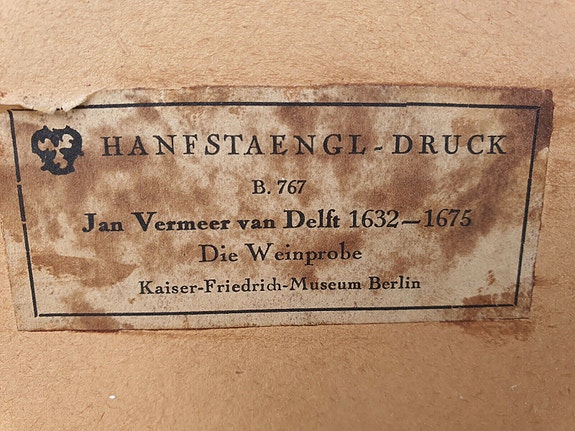 HANFSTAENGL-DRUCK
B. 767
Jan Vermeer van Delft 1632—1675
Die Weinprobe
Kaiser-Friedrich-Museum Berlin